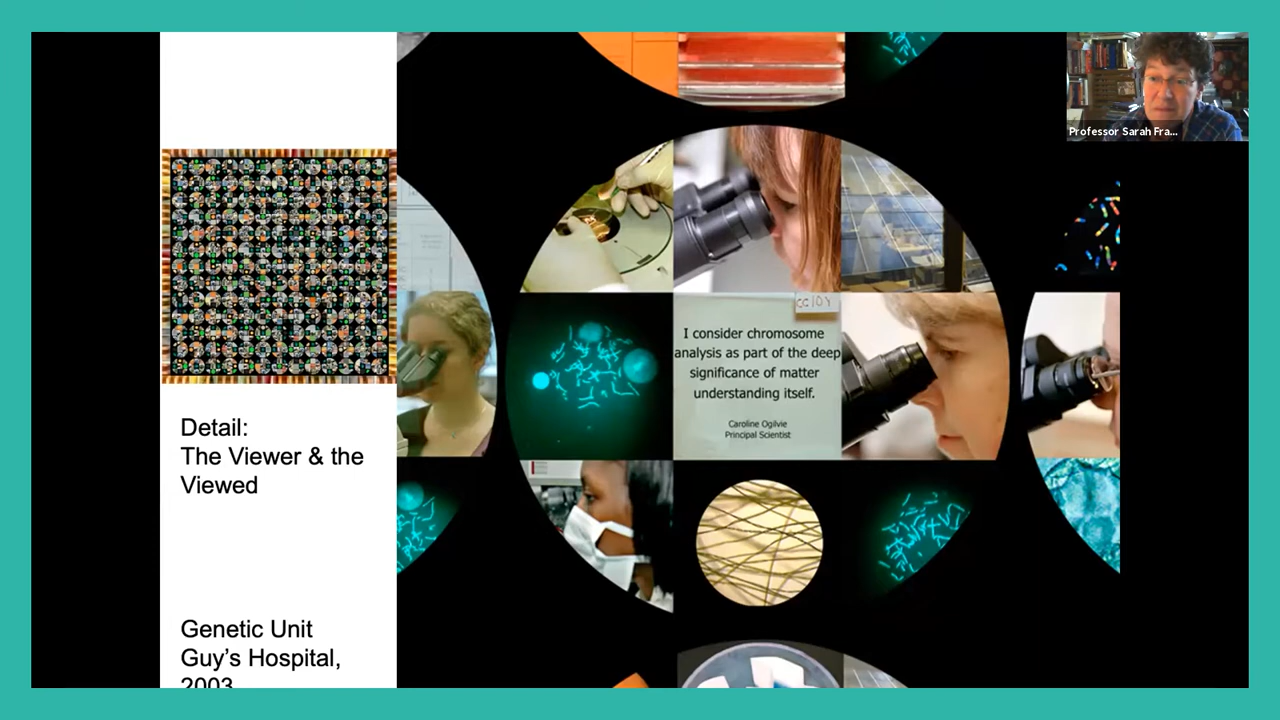 Professor Sarah Fra...
cc104
I consider chromosome
analysis as part of the deep
significance of matter
understanding itself.
Caroline Ogilvie
Principal Scientist
Detail:
The Viewer & the
Viewed
Genetic Unit
Guy's Hospital,
2003